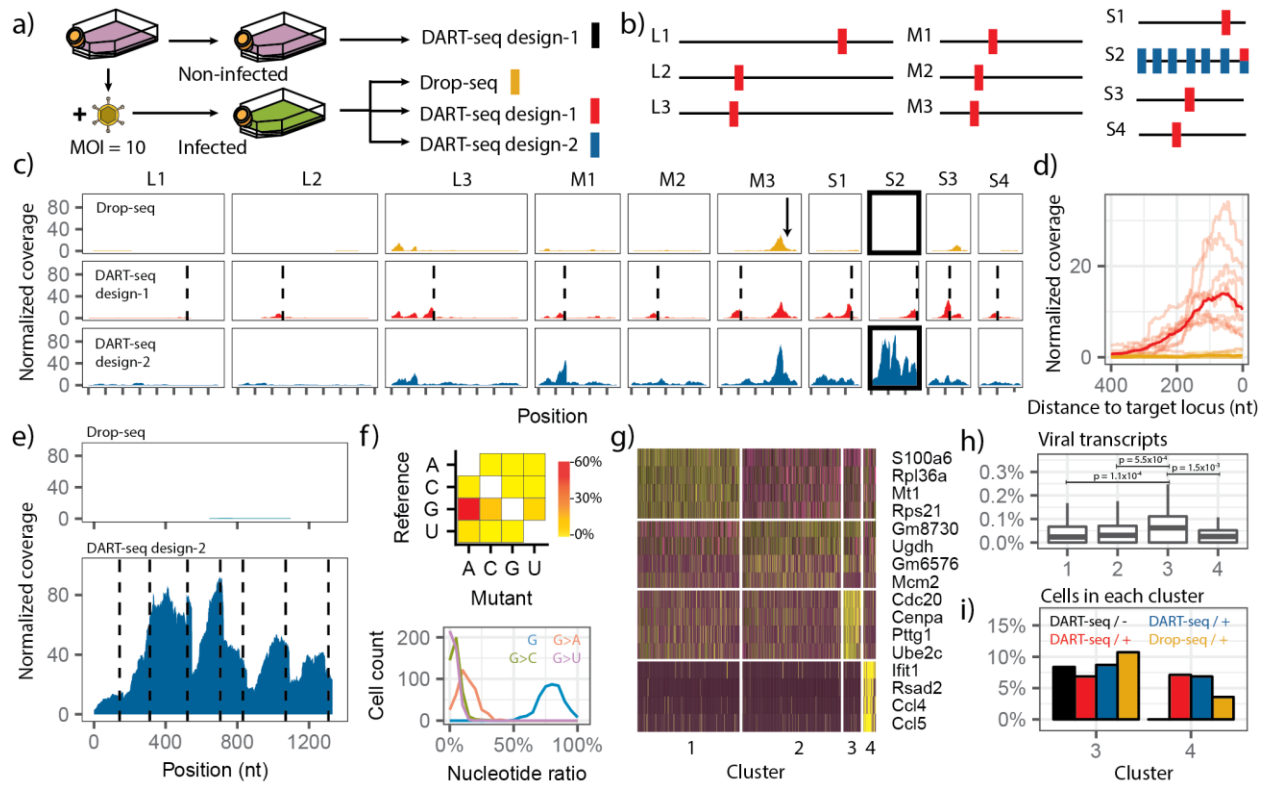 a)
DART-seq design-1
Non-infected
Drop-seq
+
DART-seq design-1
MOI = 10
Infected
DART-seq design-2
b)
L1
M1
S1
L2
M2
S2
L3
M3
S3
S4
c)
L1 L2 L3 M1 M2 M3 S1 S2 S3 S4
Normalized coverage
80
40
0
Drop-seq
Normalized coverage
80
40
0
DART-seq
design-1
80
40
0
DART-seq
design-2
Position
d)
Normalized coverage
20
0
400 200 0
Distance to target locus (nt)
e)
Drop-seq
Normalized coverage
80
40
0
DART-seq design-2
80
40
0
0 400 800 1200
Position (nt)
f)
Reference
A
C
G
U
A C G U
Mutant
-60%
-30%
-0%
Cell count
200
100
0
G G>A
G>C G>U
0% 50% 100%
Nucleotide ratio
g)
S100a6
Rpl36a
Mt1
Rps21
Gm8730
Ugdh
Gm6576
Mcm2
Cdc20
Cenpa
Pttg1
Ube2c
Ifit1
Rsad2
Ccl4
Ccl5
1 2 3 4
Cluster
h)
Viral transcripts
0.3%
0.2%
0.1%
0.0%
p = 5.5x10⁻⁴
p = 1.5x10⁻³
p = 1.1x10⁻⁴
1 2 3 4
i)
Cells in each cluster
15%
10%
5%
0%
DART-seq / - DART-seq / +
DART-seq / + Drop-seq / +
3 4
Cluster